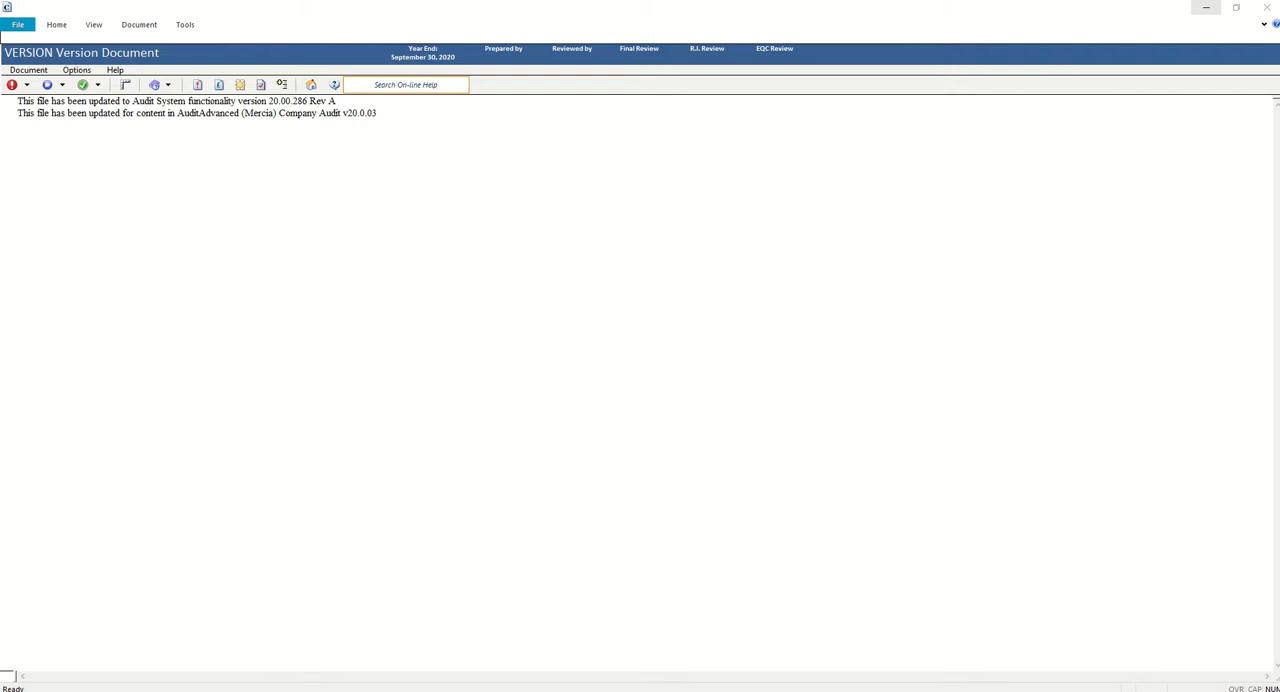 File Home View Document Tools
VERSION Version Document
Year End:
September 30, 2020
Prepared by
Reviewed by
Final Review
R.I. Review
EQC Review
Document Options Help
Search On-line Help
This file has been updated to Audit System functionality version 20.00.286 Rev A
This file has been updated for content in AuditAdvanced (Mercia) Company Audit v20.0.03
Ready
OVR CAP NUM